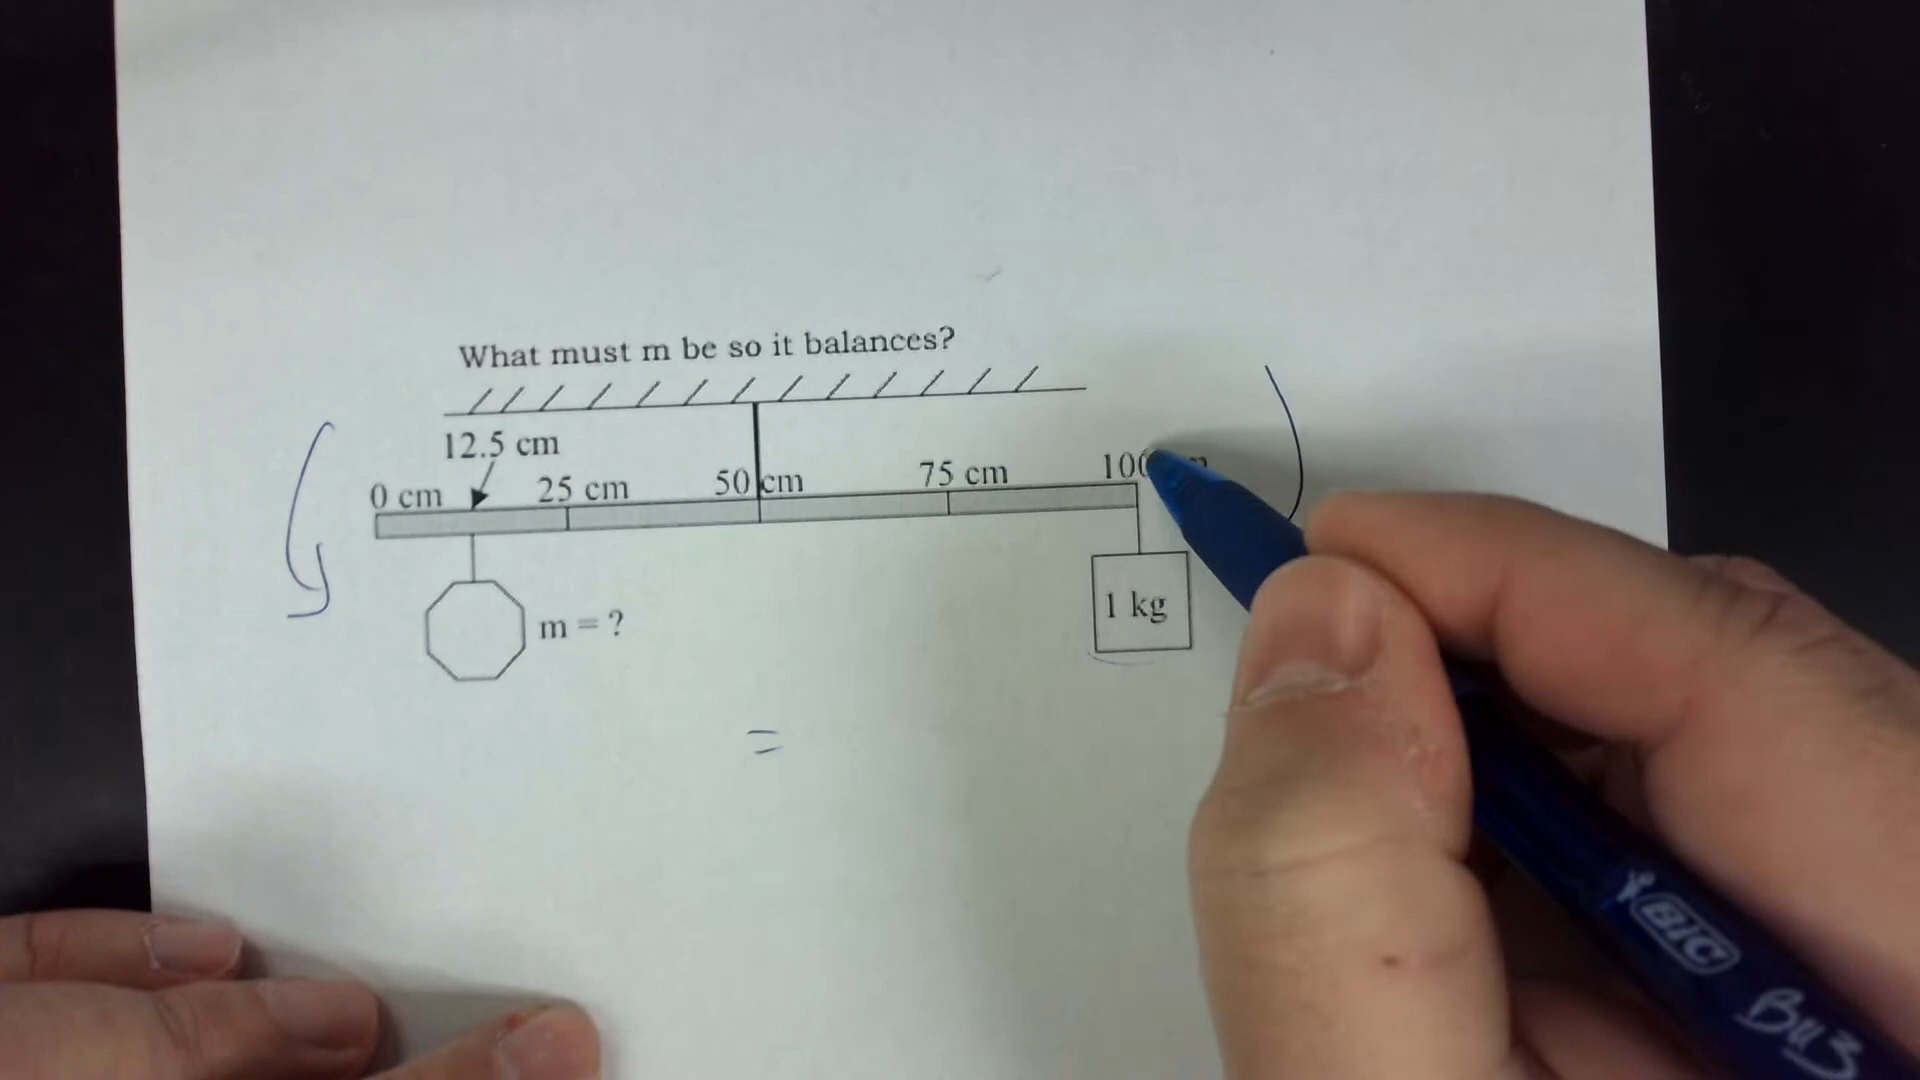 What must m be so it balances?
12.5 cm
0 cm 25 cm 50 cm 75 cm
m = ?
1 kg
=
BIC
Bu3